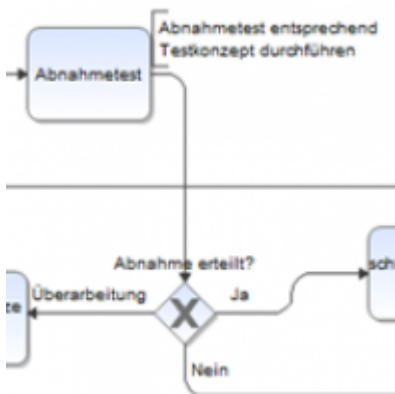 Abnahmetest entsprechend
Testkonzept durchführen
Abnahmetest
Abnahme erteilt?
Überarbeitung
Ja
Nein